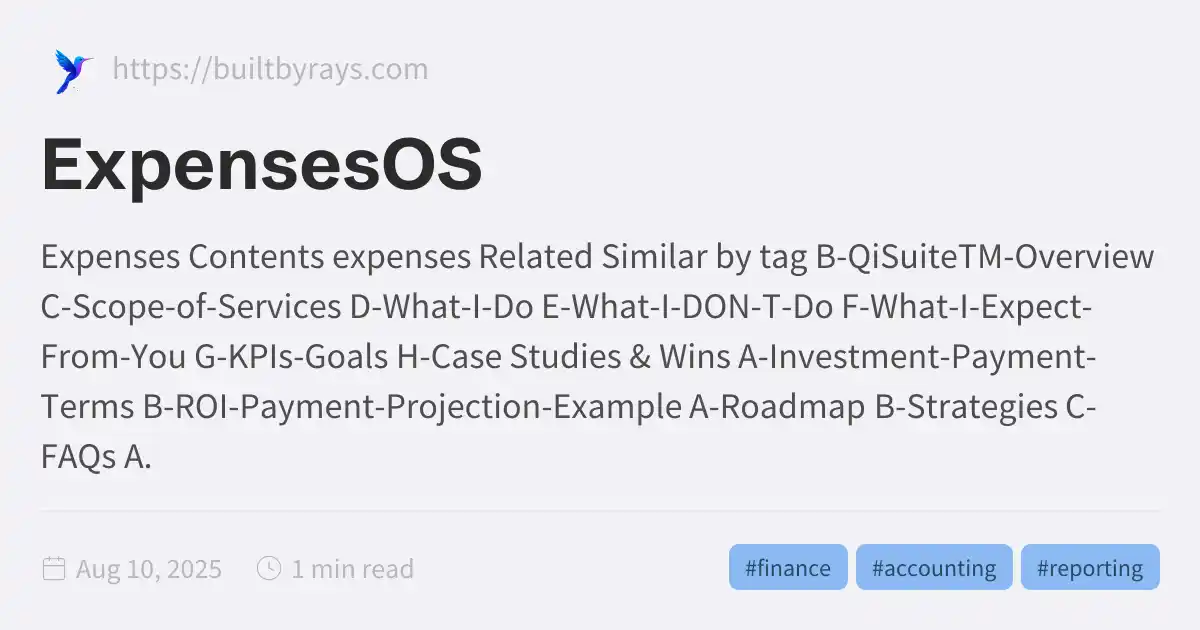 https://builtbyrays.com
ExpensesOS
Expenses Contents expenses Related Similar by tag B-QiSuiteTM-Overview
C-Scope-of-Services D-What-I-Do E-What-I-DON-T-Do F-What-I-Expect-
From-You G-KPIs-Goals H-Case Studies & Wins A-Investment-Payment-
Terms B-ROI-Payment-Projection-Example A-Roadmap B-Strategies C-
FAQs A.
Aug 10, 2025 1 min read #finance #accounting #reporting